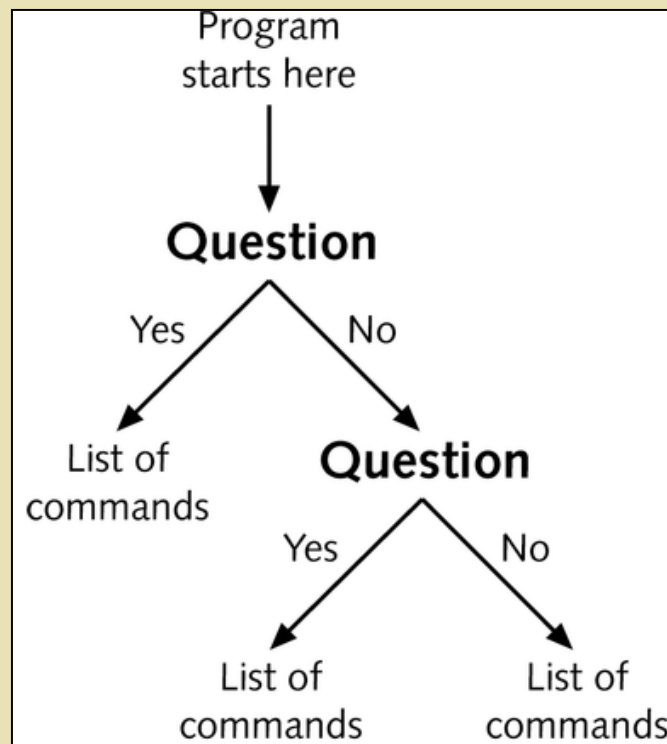 Program
starts here
Question
Yes
No
List of
commands
Question
Yes
No
List of
commands
List of
commands